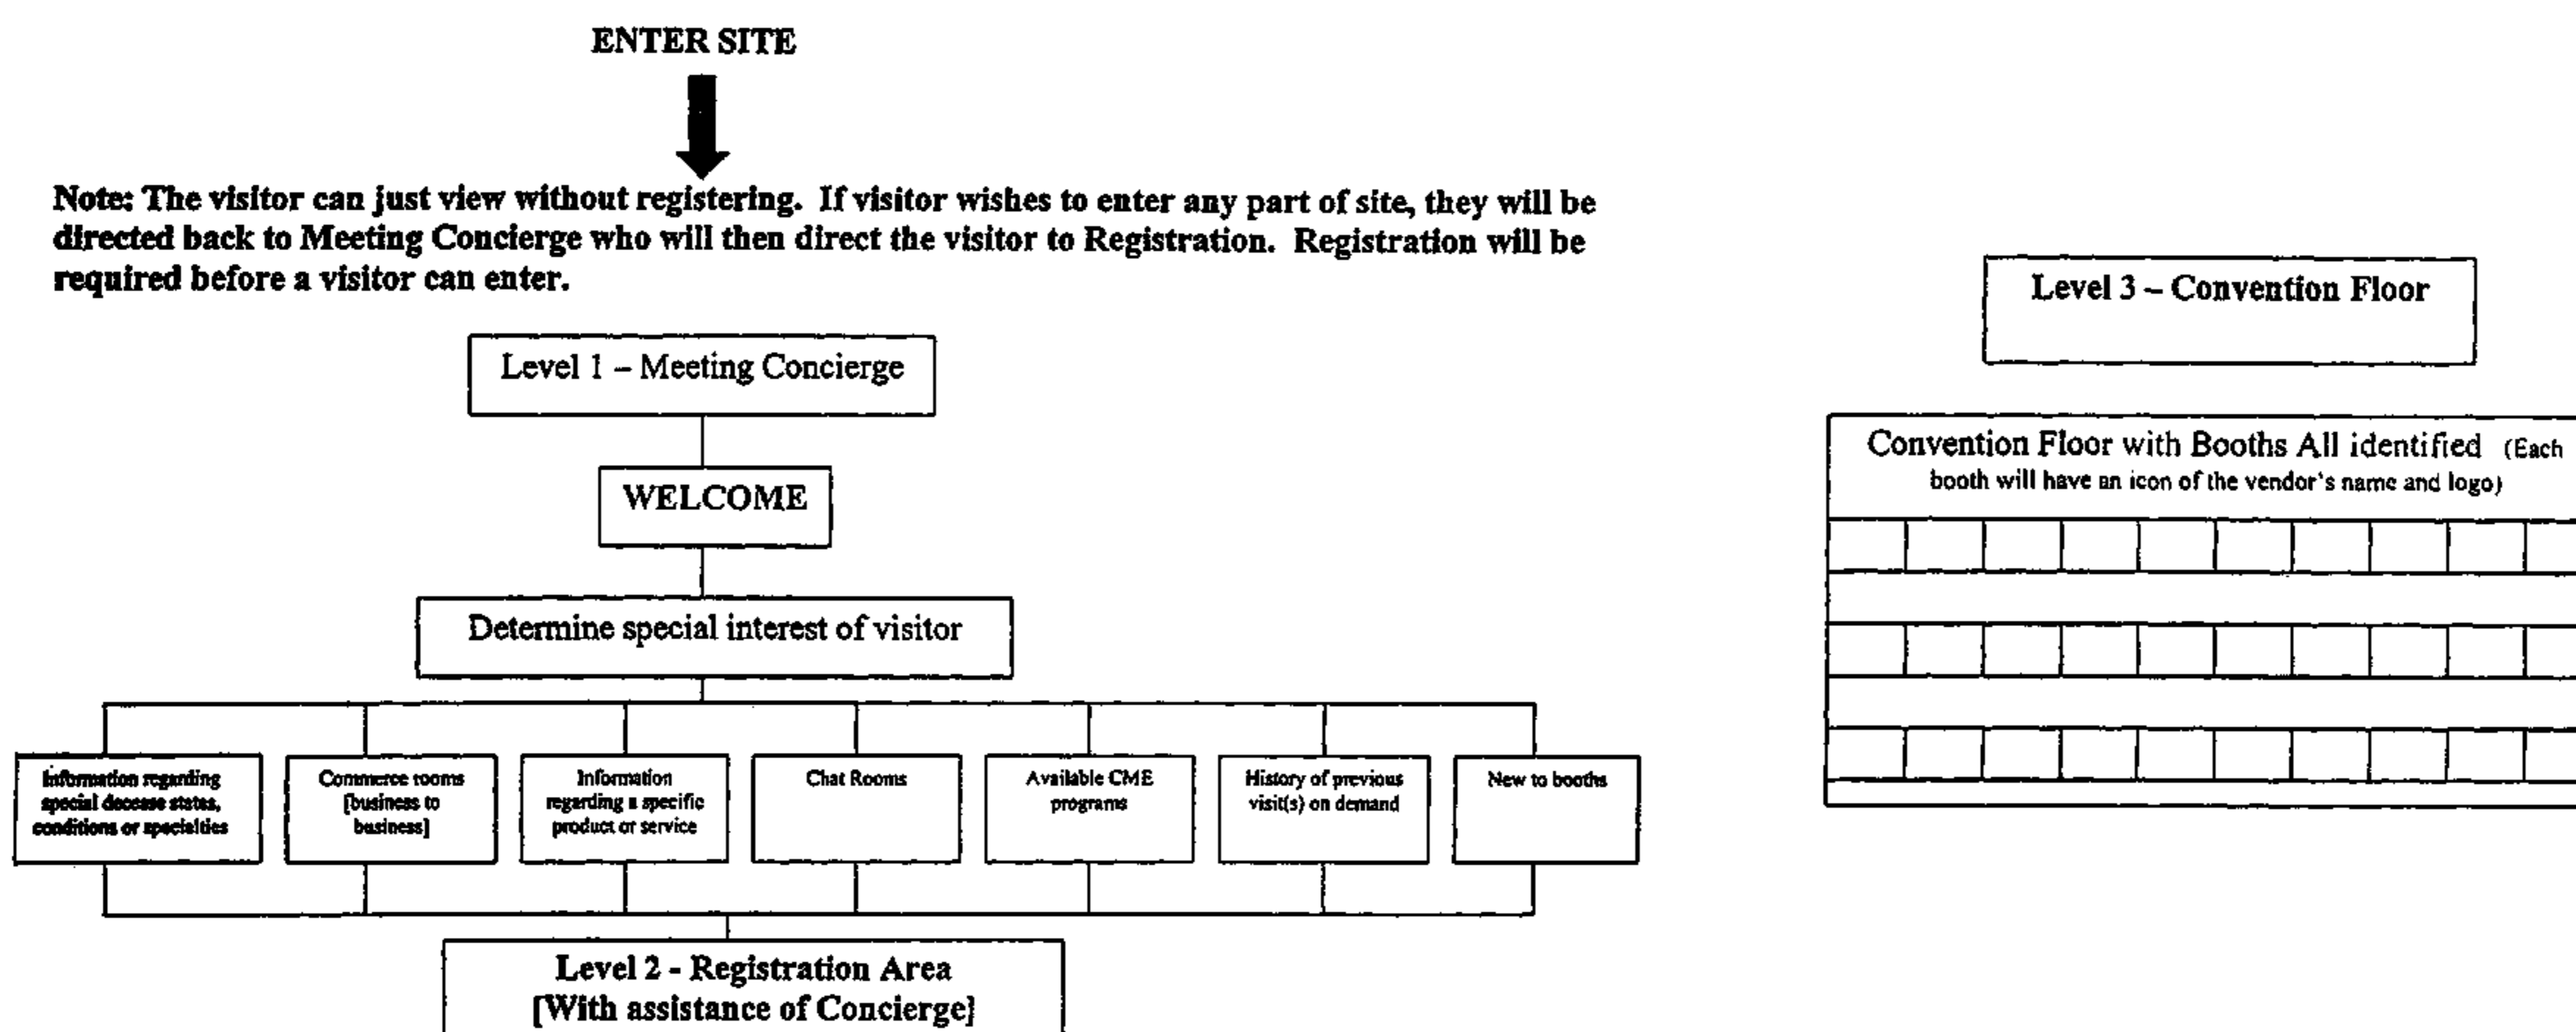 ENTER SITE
Note: The visitor can just view without registering. If visitor wishes to enter any part of site, they will be
directed back to Meeting Concierge who will then direct the visitor to Registration. Registration will be
required before a visitor can enter.
Level 1 – Meeting Concierge
WELCOME
Determine special interest of visitor
Information regarding
special decease states,
conditions or specialties
Commerce rooms
[business to
business]
Information
regarding a specific
product or service
Chat Rooms
Available CME
programs
History of previous
visit(s) on demand
New to booths
Level 2 - Registration Area
[With assistance of Concierge]
Level 3 – Convention Floor
Convention Floor with Booths All identified (Each
booth will have an icon of the vendor's name and logo)